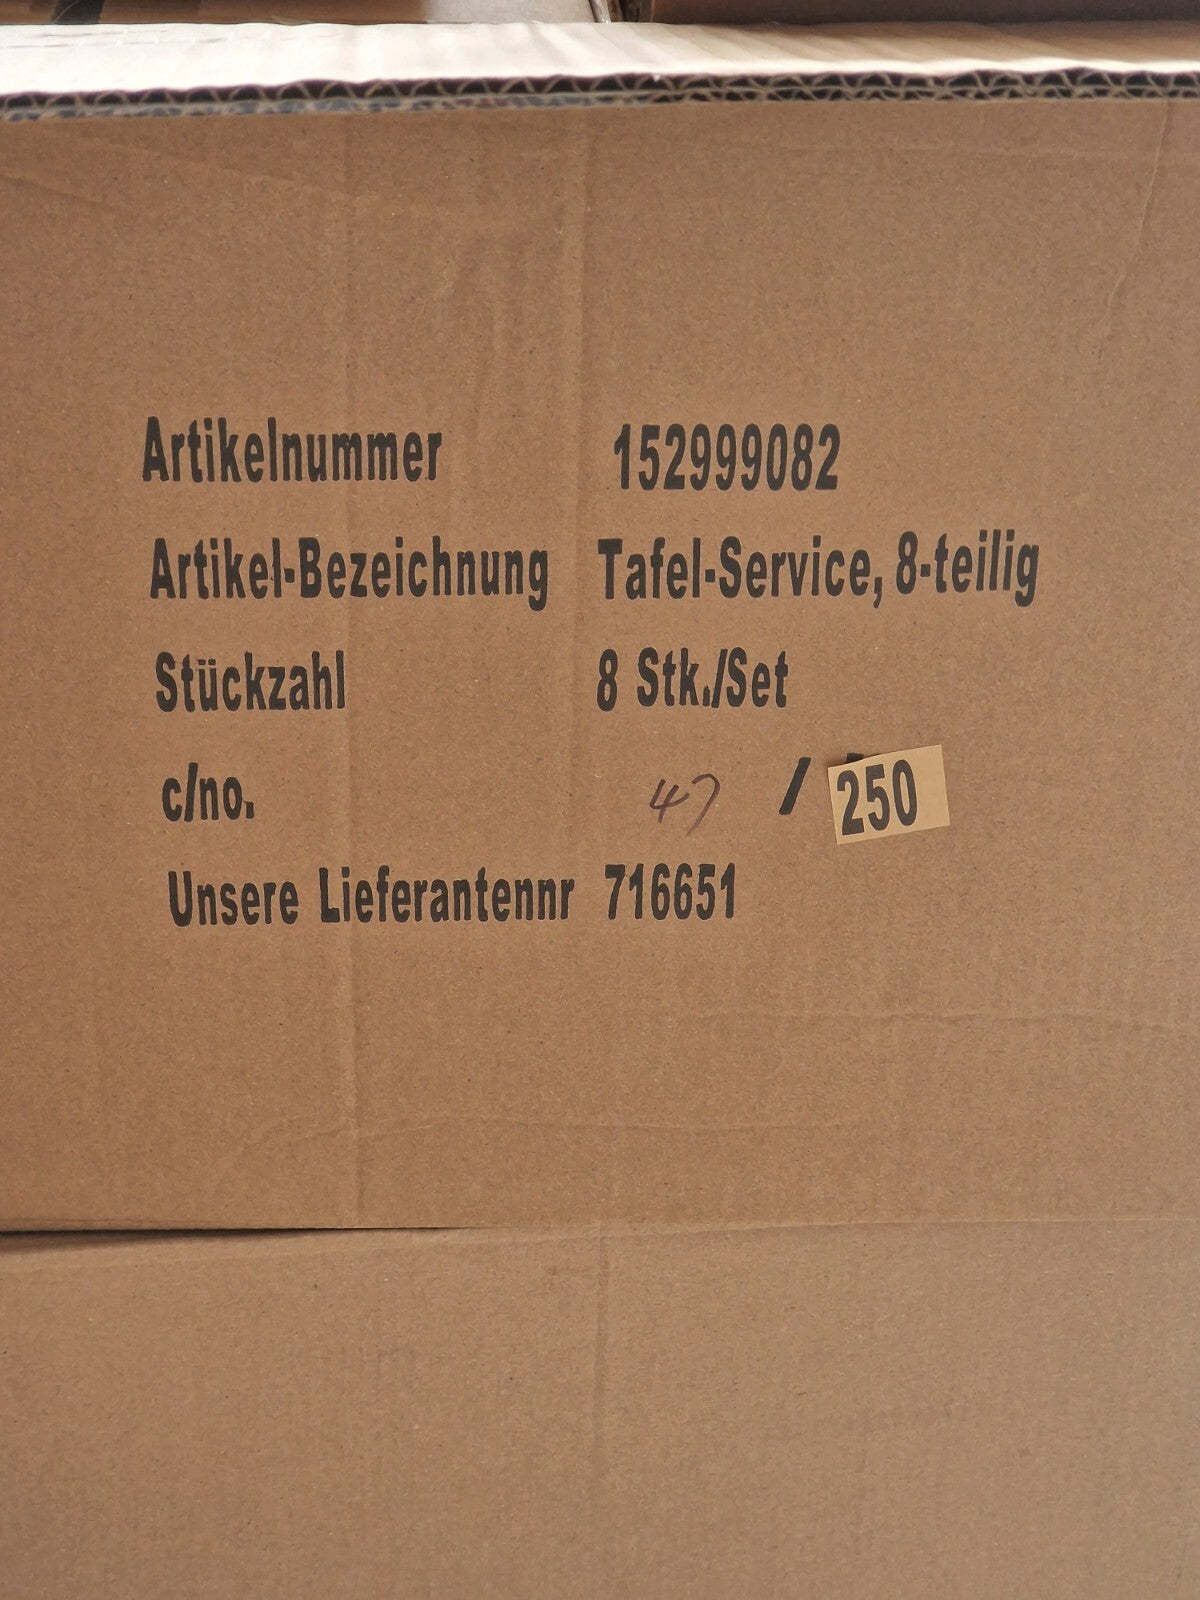 Artikelnummer 152999082
Artikel-Bezeichnung Tafel-Service, 8-teilig
Stückzahl 8 Stk./Set
c/no. 47 / 250
Unsere Lieferantennr 716651